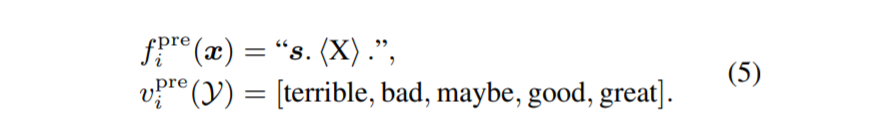 f_i^pre(x) = “s. ⟨X⟩ .”,
v_i^pre(𝒴) = [terrible, bad, maybe, good, great].
(5)